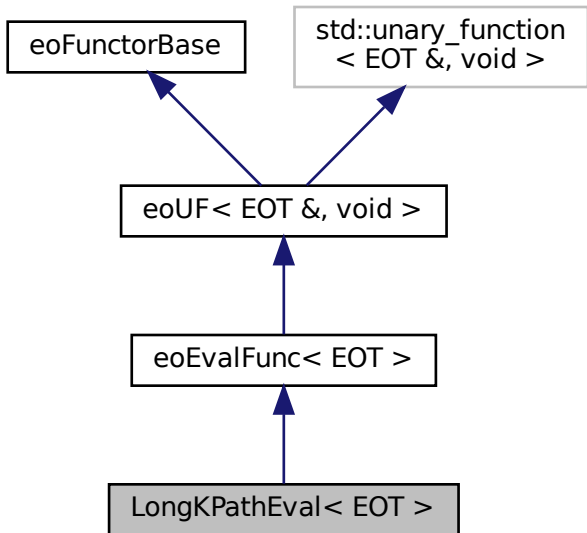 eoFunctorBase
std::unary_function
< EOT &, void >
eoUF< EOT &, void >
eoEvalFunc< EOT >
LongKPathEval< EOT >